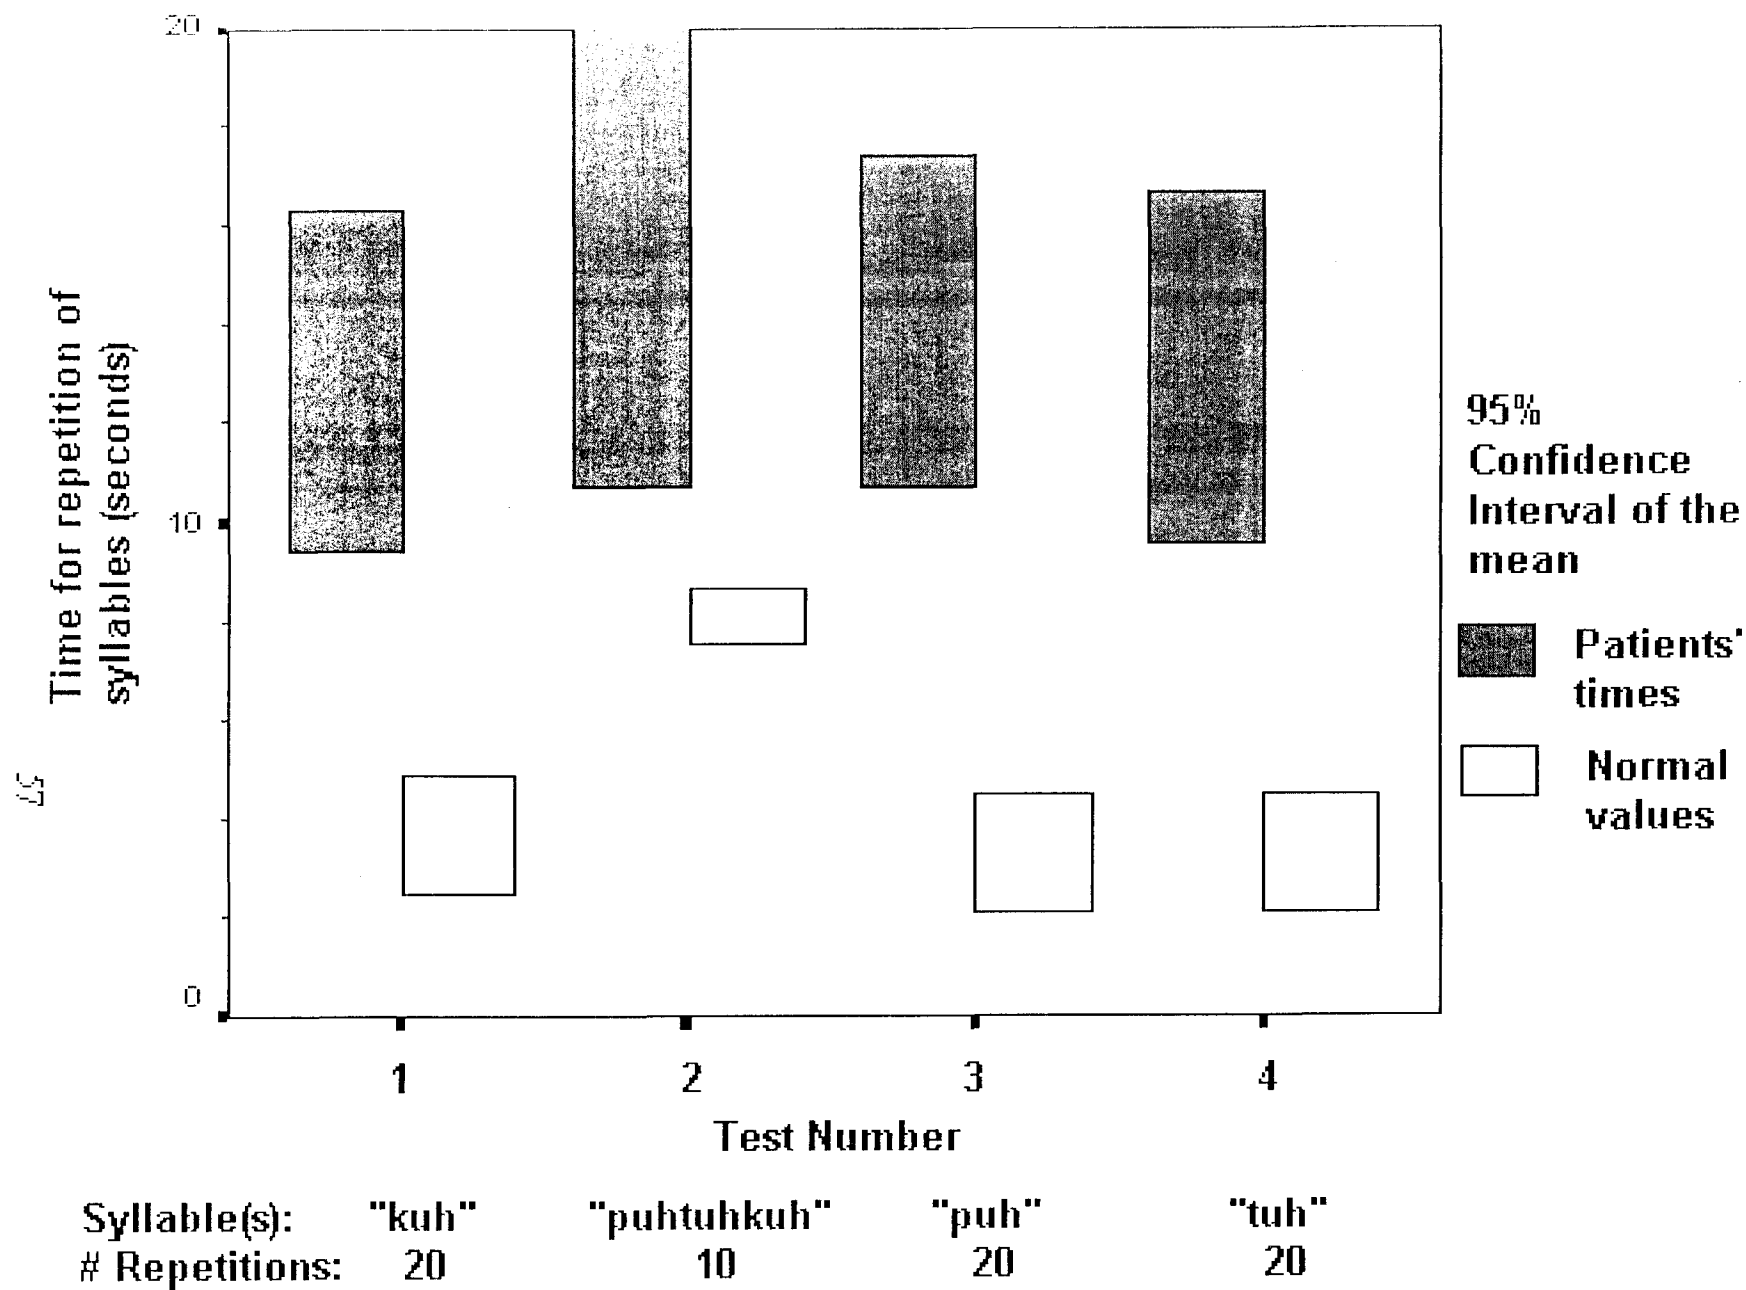 20
10
0
Time for repetition of
syllables (seconds)
95%
Confidence
Interval of the
mean
Patients'
times
Normal
values
1 2 3 4
Test Number
Syllable(s): "kuh" "puhtuhkuh" "puh" "tuh"
# Repetitions: 20 10 20 20